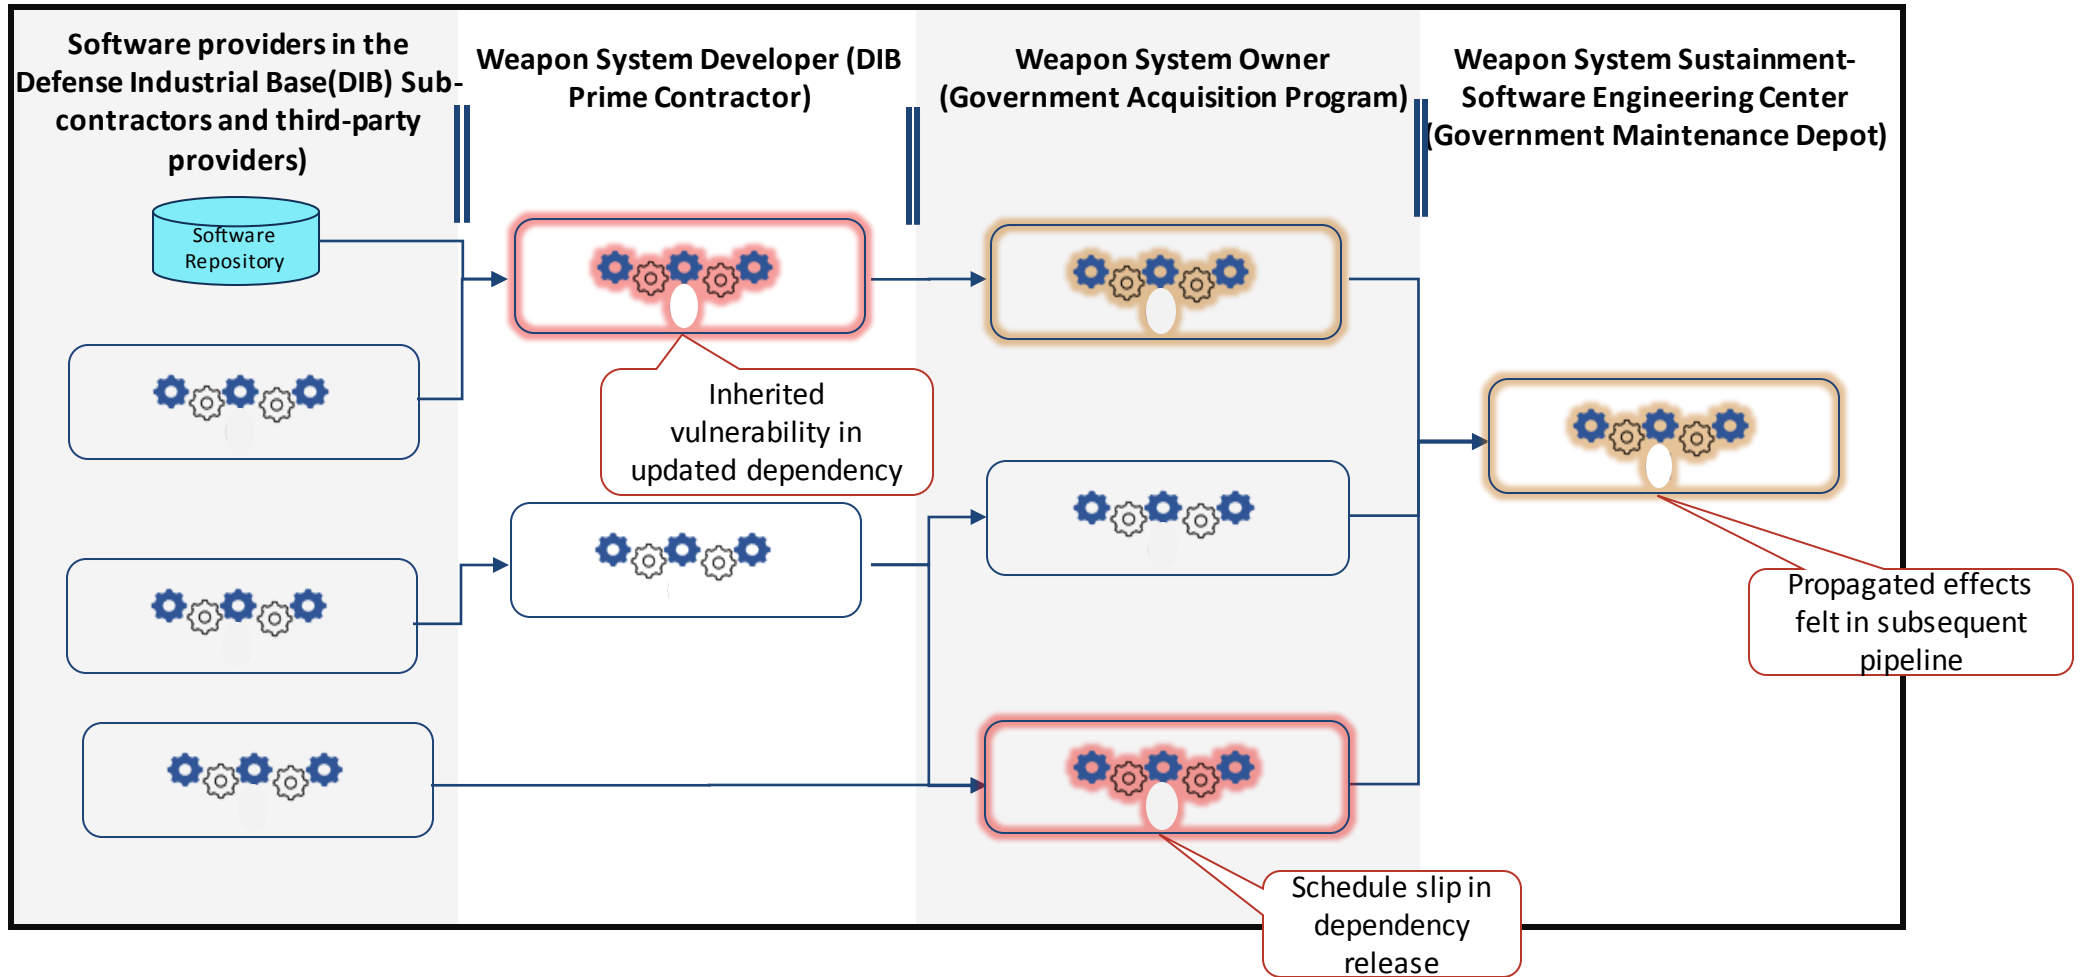 Software providers in the
Defense Industrial Base(DIB) Sub-
contractors and third-party
providers)
Weapon System Developer (DIB
Prime Contractor)
Weapon System Owner
(Government Acquisition Program)
Weapon System Sustainment-
Software Engineering Center
(Government Maintenance Depot)
Software
Repository
Inherited
vulnerability in
updated dependency
Propagated effects
felt in subsequent
pipeline
Schedule slip in
dependency
release